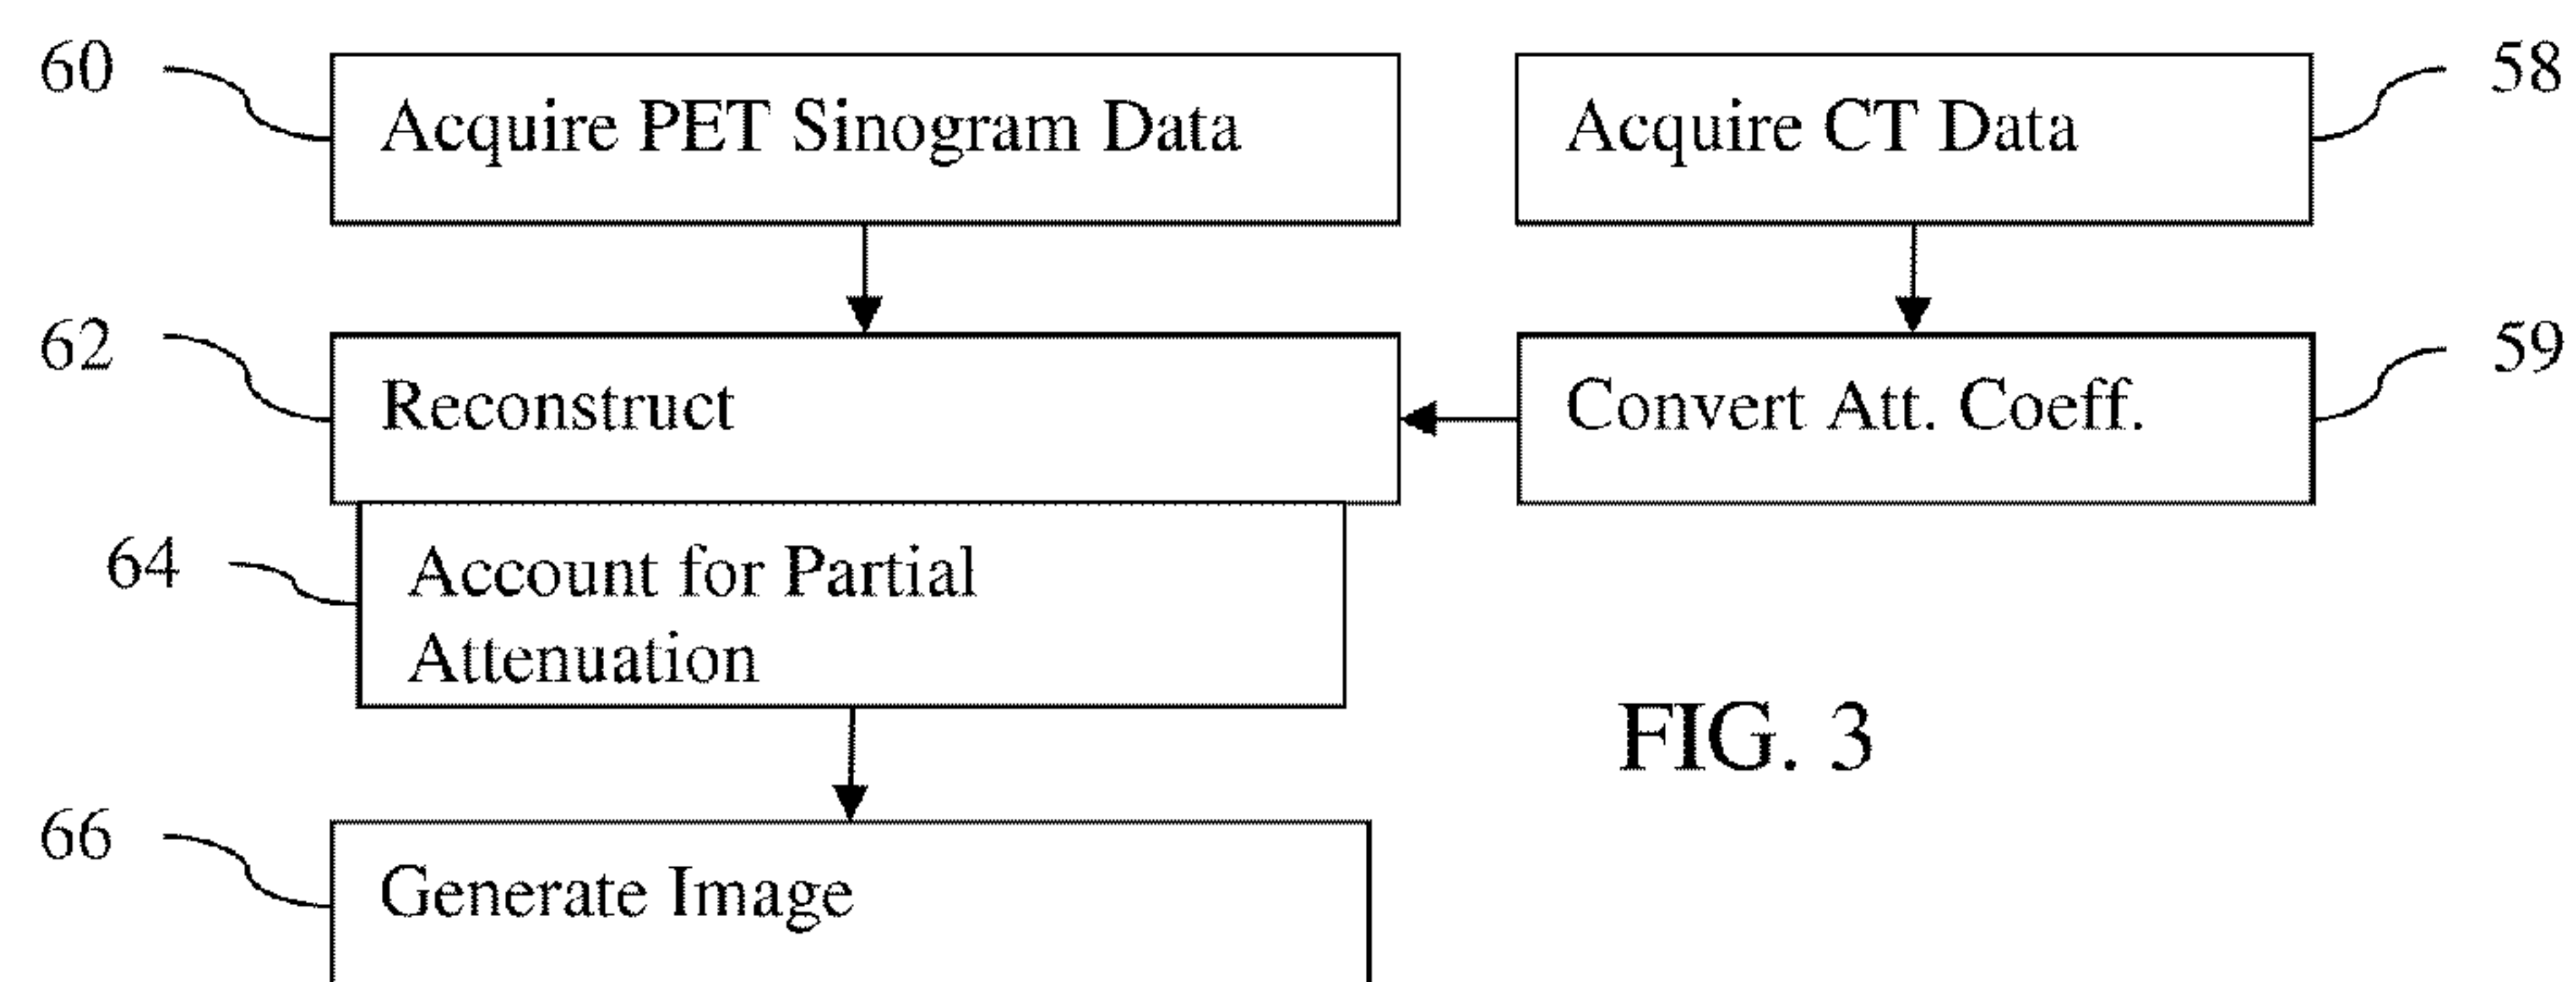 60
Acquire PET Sinogram Data
Acquire CT Data
58
62
Reconstruct
Convert Att. Coeff.
59
64
Account for Partial
Attenuation
FIG. 3
66
Generate Image